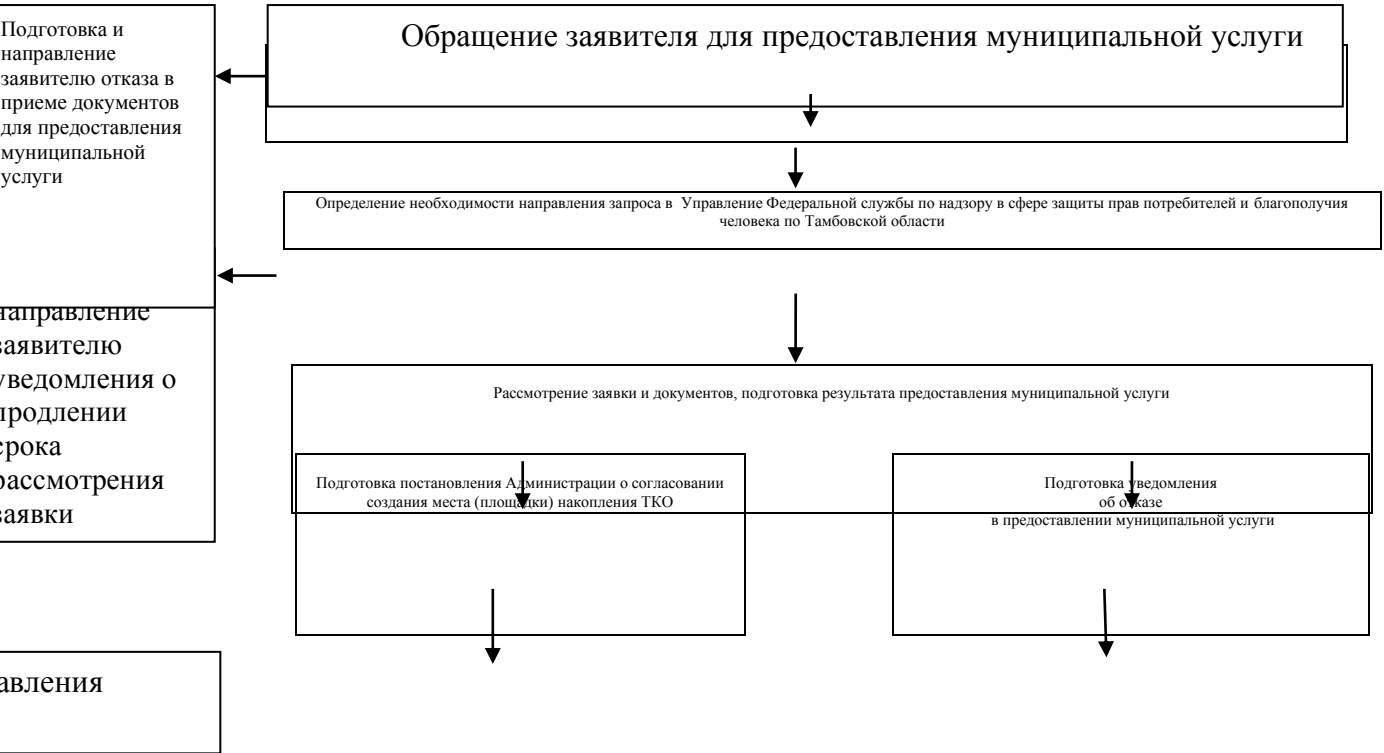 Подготовка и
направление
заявителю отказа в
приеме документов
для предоставления
муниципальной
услуги
Обращение заявителя для предоставления муниципальной услуги
Определение необходимости направления запроса в Управление Федеральной службы по надзору в сфере защиты прав потребителей и благополучия
человека по Тамбовской области
направление
заявителю
уведомления о
продлении
срока
рассмотрения
заявки
Рассмотрение заявки и документов, подготовка результата предоставления муниципальной услуги
Подготовка постановления Администрации о согласовании
создания места (площадки) накопления ТКО
Подготовка уведомления
об отказе
в предоставлении муниципальной услуги
авления